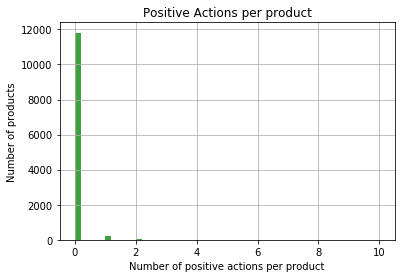 Positive Actions per product
12000
10000
8000
6000
4000
2000
0
Number of products
0 2 4 6 8 10
Number of positive actions per product